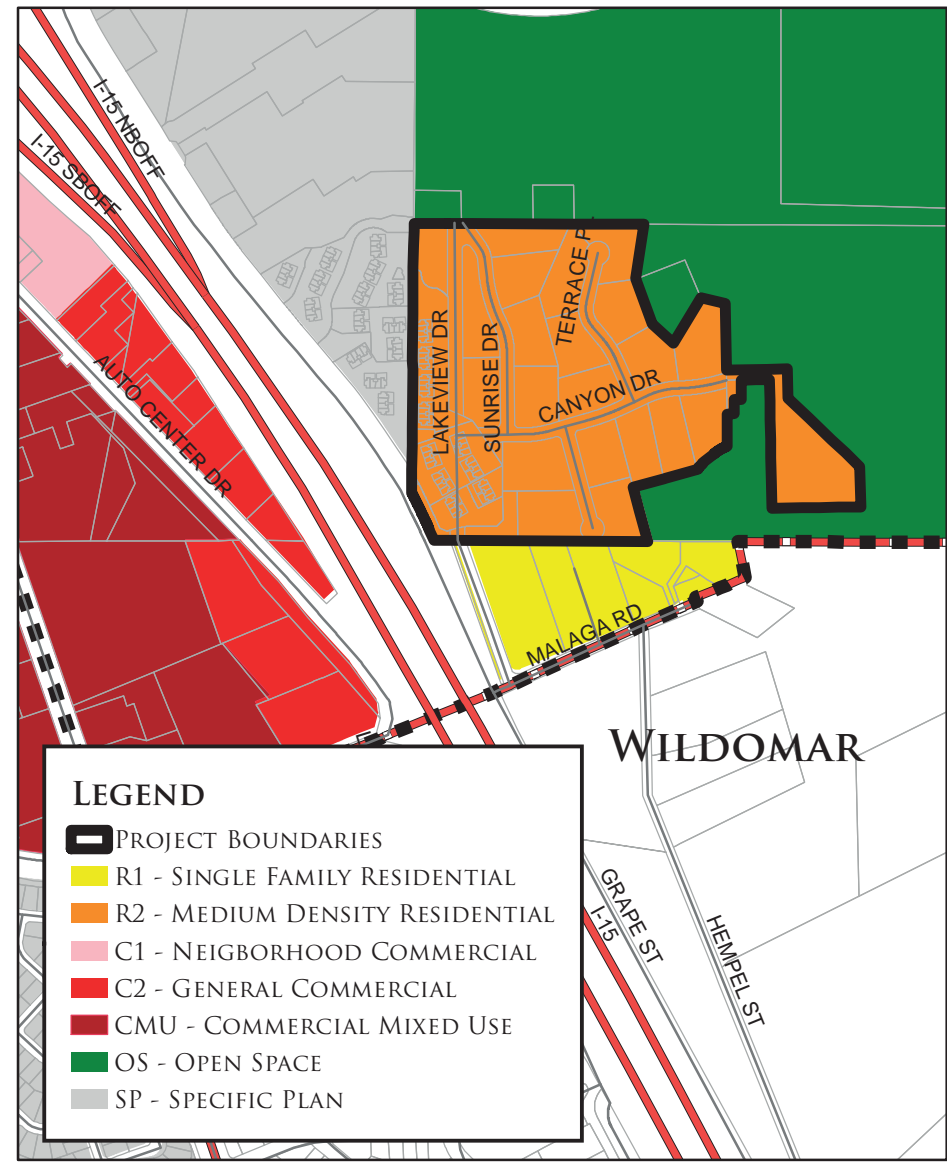 I-15 NBOFF
I-15 SBOFF
AUTO CENTER DR
LAKEVIEW DR
SUNRISE DR
TERRACE P
CANYON DR
MALAGA RD
WILDOMAR
GRAPE ST
I-15
HEMPEL ST
LEGEND
PROJECT BOUNDARIES
R1 - SINGLE FAMILY RESIDENTIAL
R2 - MEDIUM DENSITY RESIDENTIAL
C1 - NEIGBORHOOD COMMERCIAL
C2 - GENERAL COMMERCIAL
CMU - COMMERCIAL MIXED USE
OS - OPEN SPACE
SP - SPECIFIC PLAN